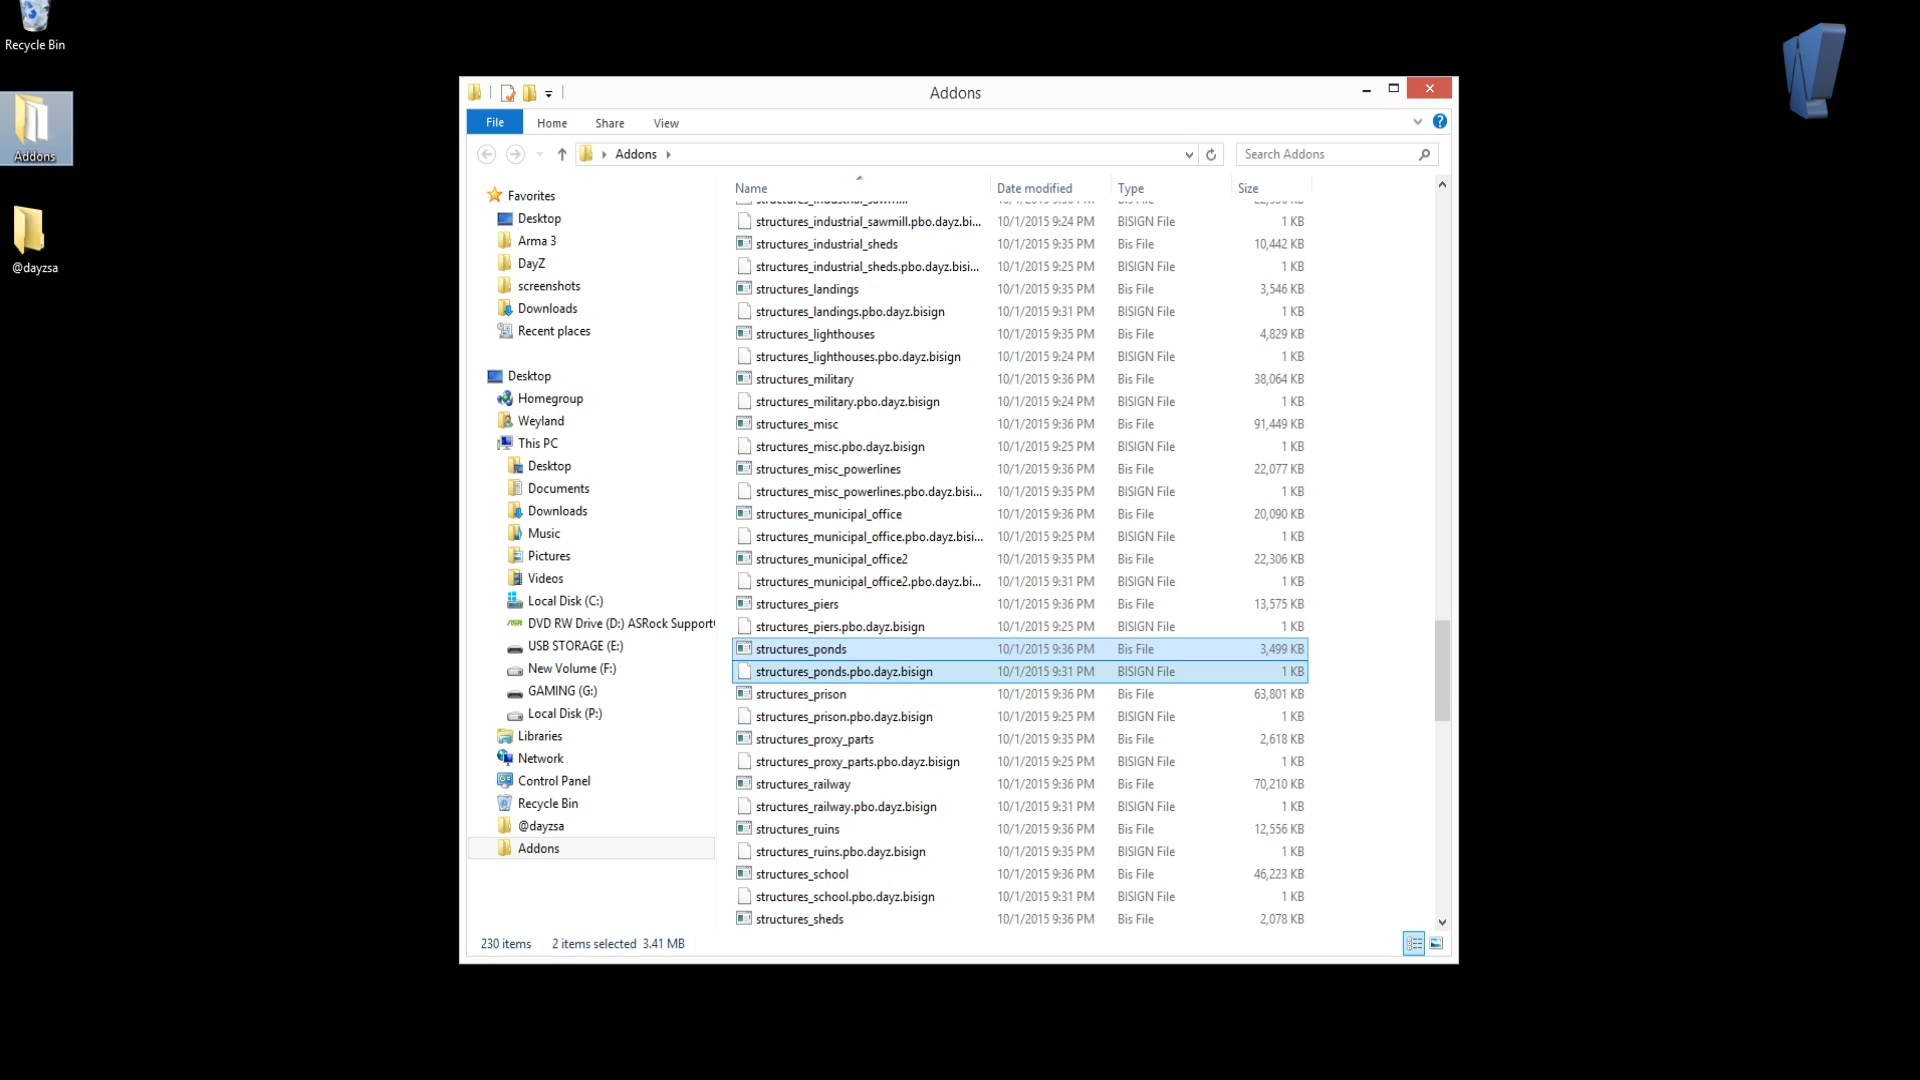 Recycle Bin
Addons
@dayzsa
Addons
File Home Share View
Addons
Search Addons
Favorites
Desktop
Arma 3
DayZ
screenshots
Downloads
Recent places
Desktop
Homegroup
Weyland
This PC
Desktop
Documents
Downloads
Music
Pictures
Videos
Local Disk (C:)
DVD RW Drive (D:) ASRock Support
USB STORAGE (E:)
New Volume (F:)
GAMING (G:)
Local Disk (P:)
Libraries
Network
Control Panel
Recycle Bin
@dayzsa
Addons
Name Date modified Type Size
structures_industrial_sawmill.pbo.dayz.bi... 10/1/2015 9:24 PM BISIGN File 1 KB
structures_industrial_sheds 10/1/2015 9:35 PM Bis File 10,442 KB
structures_industrial_sheds.pbo.dayz.bisi... 10/1/2015 9:25 PM BISIGN File 1 KB
structures_landings 10/1/2015 9:35 PM Bis File 3,546 KB
structures_landings.pbo.dayz.bisign 10/1/2015 9:31 PM BISIGN File 1 KB
structures_lighthouses 10/1/2015 9:35 PM Bis File 4,829 KB
structures_lighthouses.pbo.dayz.bisign 10/1/2015 9:24 PM BISIGN File 1 KB
structures_military 10/1/2015 9:36 PM Bis File 38,064 KB
structures_military.pbo.dayz.bisign 10/1/2015 9:24 PM BISIGN File 1 KB
structures_misc 10/1/2015 9:36 PM Bis File 91,449 KB
structures_misc.pbo.dayz.bisign 10/1/2015 9:25 PM BISIGN File 1 KB
structures_misc_powerlines 10/1/2015 9:36 PM Bis File 22,077 KB
structures_misc_powerlines.pbo.dayz.bisi... 10/1/2015 9:35 PM BISIGN File 1 KB
structures_municipal_office 10/1/2015 9:36 PM Bis File 20,090 KB
structures_municipal_office.pbo.dayz.bisi... 10/1/2015 9:25 PM BISIGN File 1 KB
structures_municipal_office2 10/1/2015 9:35 PM Bis File 22,306 KB
structures_municipal_office2.pbo.dayz.bi... 10/1/2015 9:31 PM BISIGN File 1 KB
structures_piers 10/1/2015 9:36 PM Bis File 13,575 KB
structures_piers.pbo.dayz.bisign 10/1/2015 9:25 PM BISIGN File 1 KB
structures_ponds 10/1/2015 9:36 PM Bis File 3,499 KB
structures_ponds.pbo.dayz.bisign 10/1/2015 9:31 PM BISIGN File 1 KB
structures_prison 10/1/2015 9:36 PM Bis File 63,801 KB
structures_prison.pbo.dayz.bisign 10/1/2015 9:25 PM BISIGN File 1 KB
structures_proxy_parts 10/1/2015 9:35 PM Bis File 2,618 KB
structures_proxy_parts.pbo.dayz.bisign 10/1/2015 9:25 PM BISIGN File 1 KB
structures_railway 10/1/2015 9:36 PM Bis File 70,210 KB
structures_railway.pbo.dayz.bisign 10/1/2015 9:31 PM BISIGN File 1 KB
structures_ruins 10/1/2015 9:36 PM Bis File 12,556 KB
structures_ruins.pbo.dayz.bisign 10/1/2015 9:35 PM BISIGN File 1 KB
structures_school 10/1/2015 9:36 PM Bis File 46,223 KB
structures_school.pbo.dayz.bisign 10/1/2015 9:31 PM BISIGN File 1 KB
structures_sheds 10/1/2015 9:36 PM Bis File 2,078 KB
230 items 2 items selected 3.41 MB